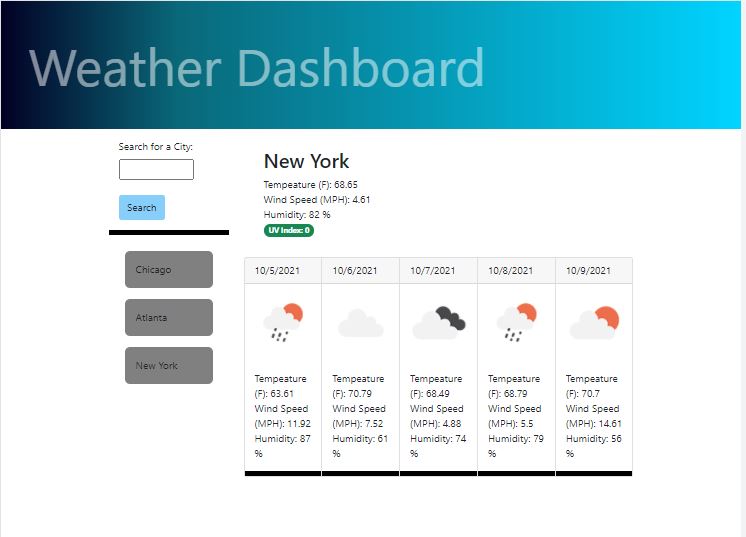 Weather Dashboard
Search for a City:
Search
Chicago
Atlanta
New York
New York
Tempeature (F): 68.65
Wind Speed (MPH): 4.61
Humidity: 82 %
UV Index: 0
10/5/2021
Tempeature
(F): 63.61
Wind Speed
(MPH): 11.92
Humidity: 87
%
10/6/2021
Tempeature
(F): 70.79
Wind Speed
(MPH): 7.52
Humidity: 61
%
10/7/2021
Tempeature
(F): 68.49
Wind Speed
(MPH): 4.88
Humidity: 74
%
10/8/2021
Tempeature
(F): 68.79
Wind Speed
(MPH): 5.5
Humidity: 79
%
10/9/2021
Tempeature
(F): 70.7
Wind Speed
(MPH): 14.61
Humidity: 56
%